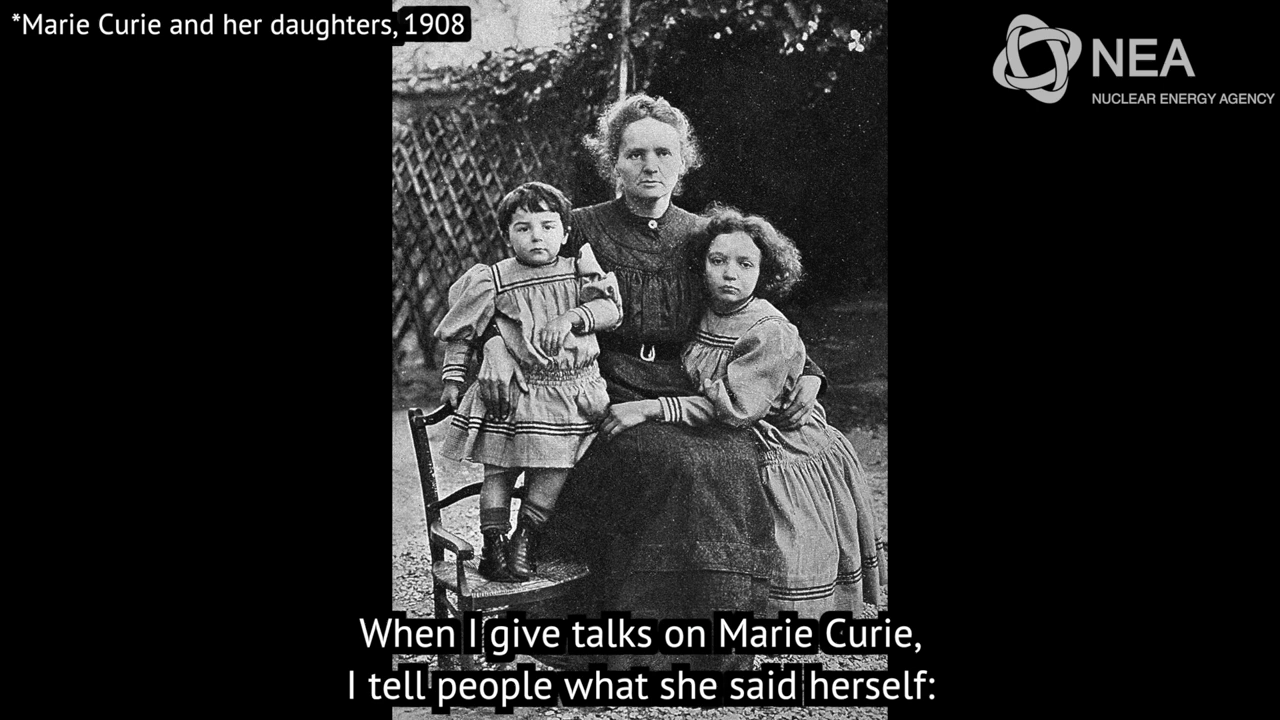 *Marie Curie and her daughters, 1908
NEA
NUCLEAR ENERGY AGENCY
When I give talks on Marie Curie,
I tell people what she said herself: